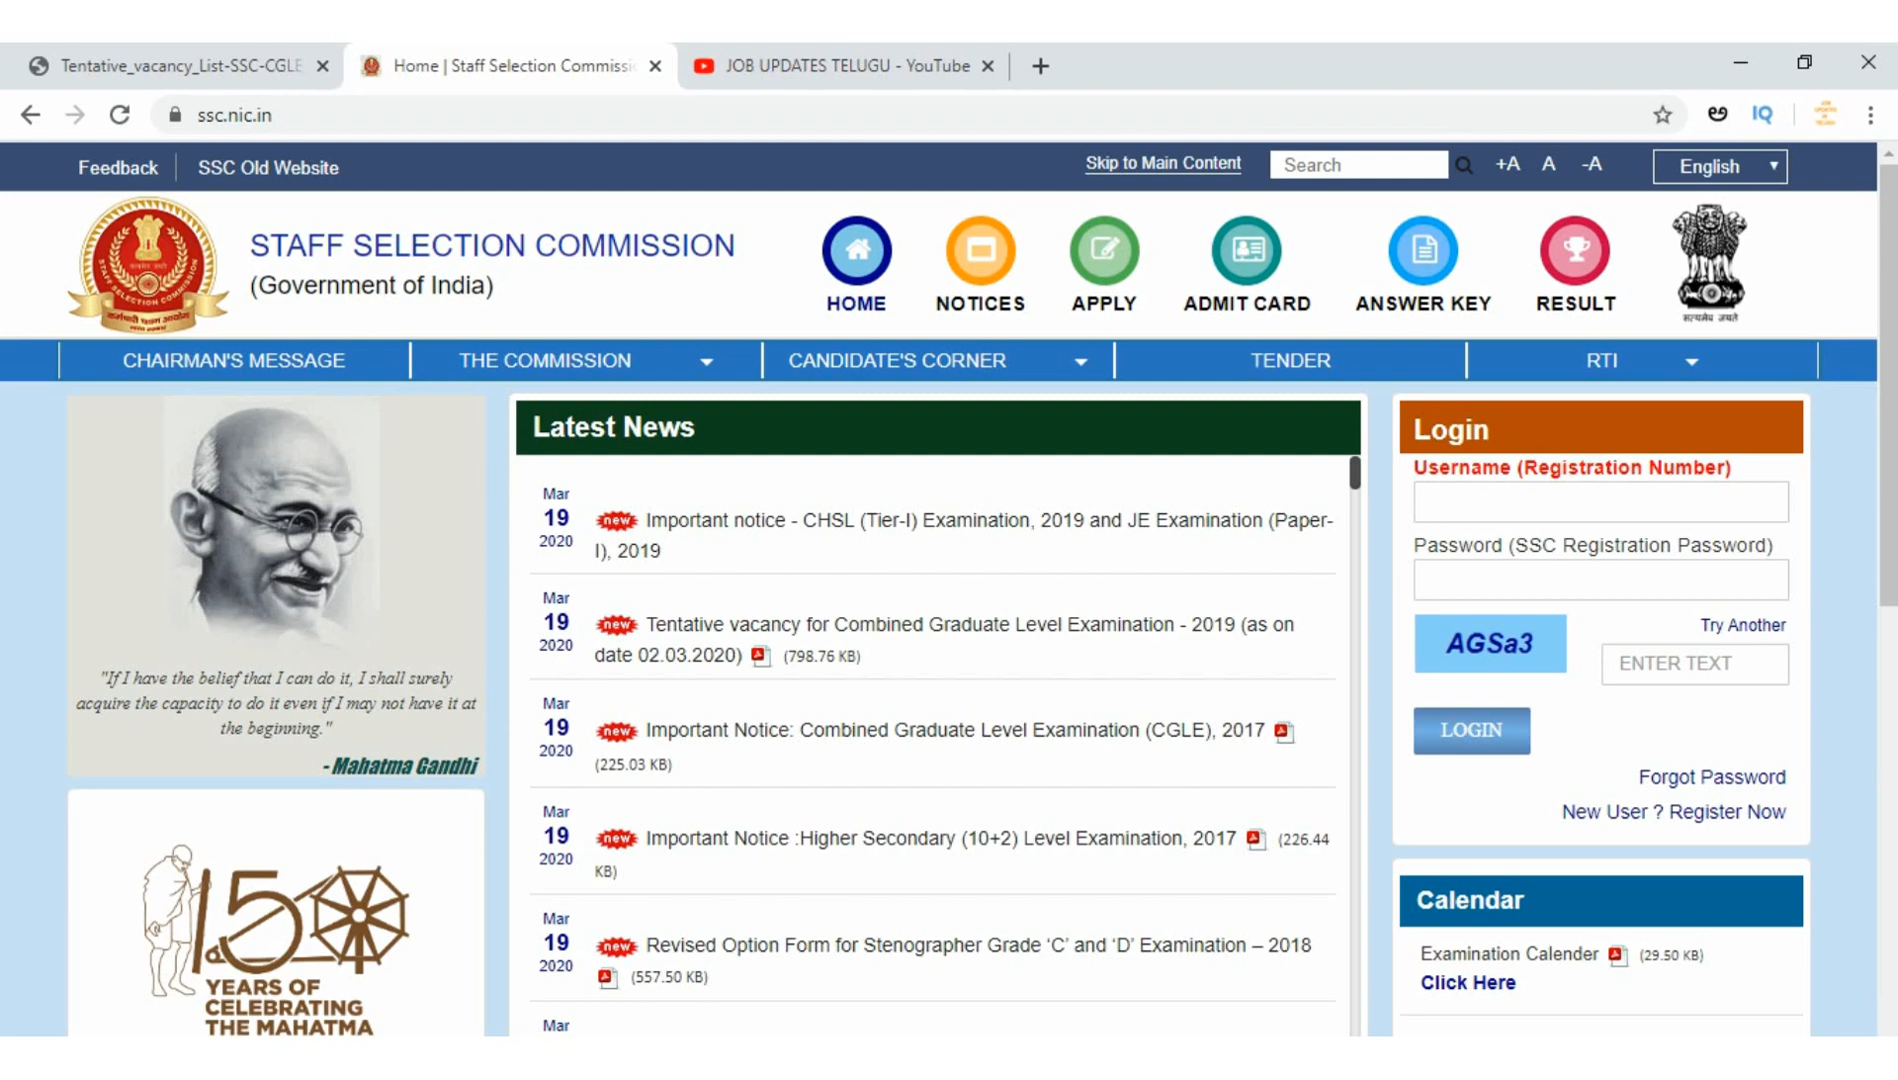 Tentative_vacancy_List-SSC-CGLE
Home | Staff Selection Commissi
JOB UPDATES TELUGU - YouTube
ssc.nic.in
Feedback
SSC Old Website
Skip to Main Content
Search
+A A -A
English
STAFF SELECTION COMMISSION
(Government of India)
HOME
NOTICES
APPLY
ADMIT CARD
ANSWER KEY
RESULT
सत्यमेव जयते
CHAIRMAN'S MESSAGE
THE COMMISSION
CANDIDATE'S CORNER
TENDER
RTI
"If I have the belief that I can do it, I shall surely
acquire the capacity to do it even if I may not have it at
the beginning."
- Mahatma Gandhi
150
YEARS OF
CELEBRATING
THE MAHATMA
Latest News
Mar
19
2020
new Important notice - CHSL (Tier-I) Examination, 2019 and JE Examination (Paper-
I), 2019
Mar
19
2020
new Tentative vacancy for Combined Graduate Level Examination - 2019 (as on
date 02.03.2020) (798.76 KB)
Mar
19
2020
new Important Notice: Combined Graduate Level Examination (CGLE), 2017
(225.03 KB)
Mar
19
2020
new Important Notice :Higher Secondary (10+2) Level Examination, 2017 (226.44
KB)
Mar
19
2020
new Revised Option Form for Stenographer Grade ‘C’ and ‘D’ Examination – 2018
(557.50 KB)
Mar
Login
Username (Registration Number)
Password (SSC Registration Password)
AGSa3
Try Another
ENTER TEXT
LOGIN
Forgot Password
New User ? Register Now
Calendar
Examination Calender (29.50 KB)
Click Here